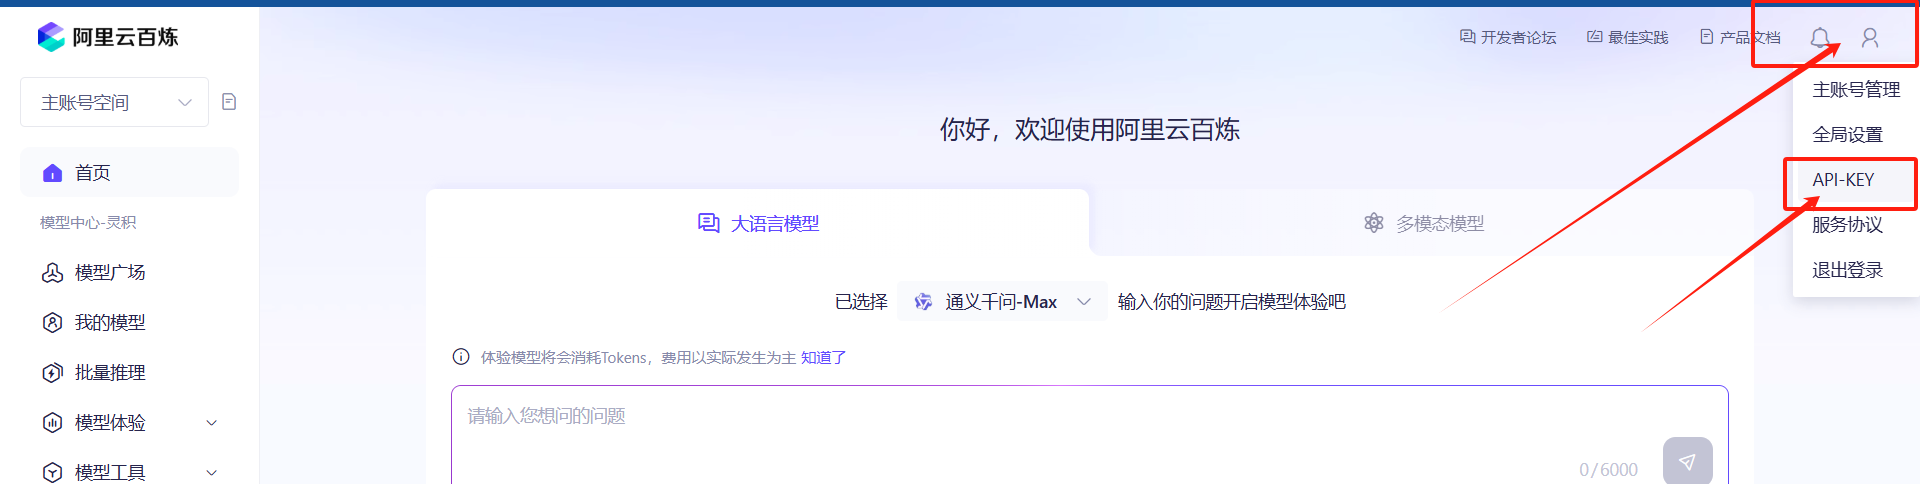 阿里云百炼
开发者论坛
最佳实践
产品文档
主账号空间
首页
模型中心-灵积
模型广场
我的模型
批量推理
模型体验
模型工具
你好，欢迎使用阿里云百炼
大语言模型
多模态模型
已选择 通义千问-Max 输入你的问题开启模型体验吧
体验模型将会消耗Tokens，费用以实际发生为主 知道了
请输入您想问的问题
0/6000
主账号管理
全局设置
API-KEY
服务协议
退出登录